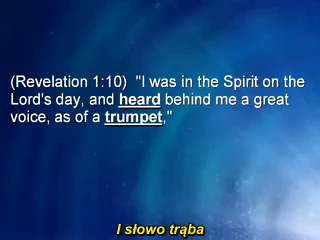 (Revelation 1:10)  "I was in the Spirit on the
Lord's day, and heard behind me a great
voice, as of a trumpet,"
I słowo trąba